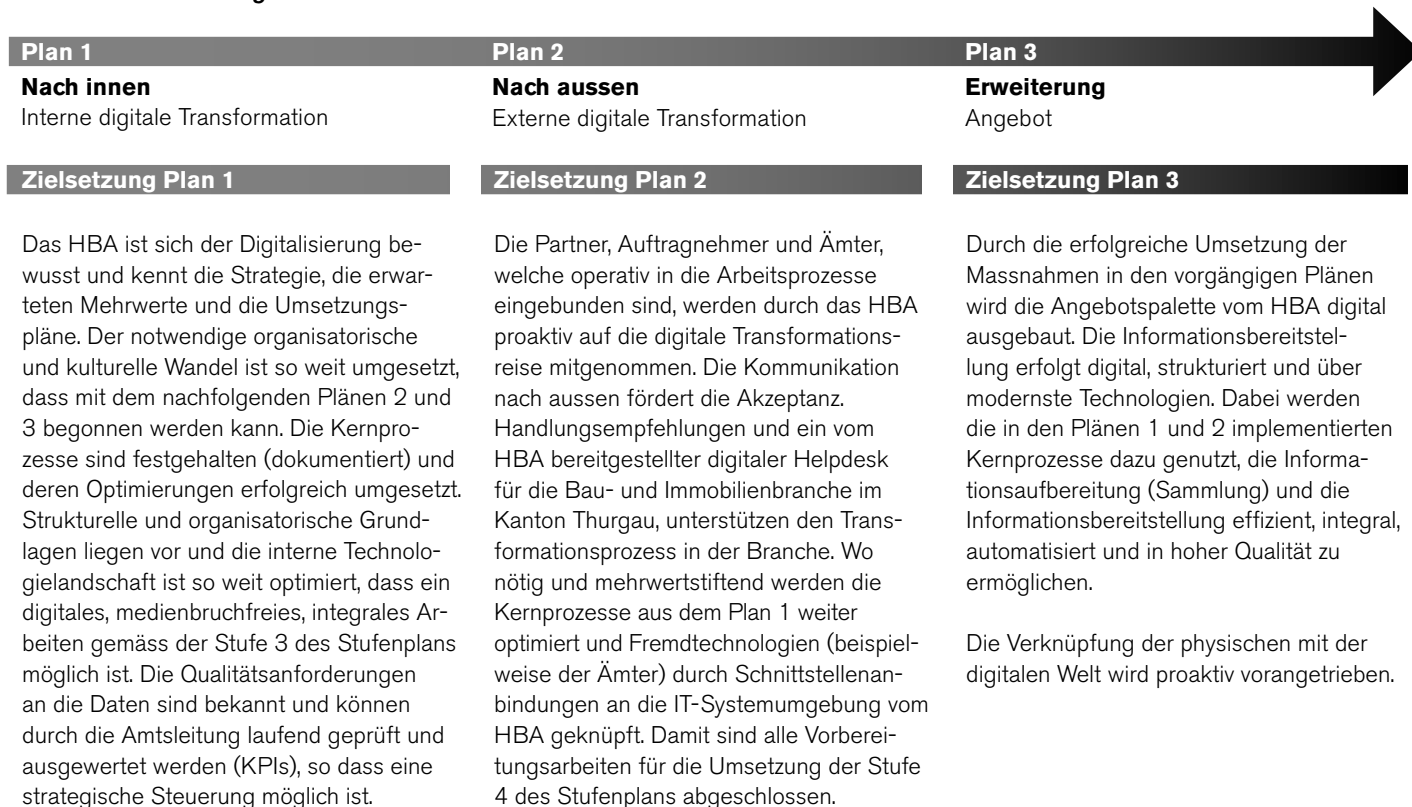 Plan 1
Nach innen
Interne digitale Transformation
Plan 2
Nach aussen
Externe digitale Transformation
Plan 3
Erweiterung
Angebot
Zielsetzung Plan 1
Das HBA ist sich der Digitalisierung be-
wusst und kennt die Strategie, die erwar-
teten Mehrwerte und die Umsetzungs-
pläne. Der notwendige organisatorische
und kulturelle Wandel ist so weit umgesetzt,
dass mit dem nachfolgenden Plänen 2 und
3 begonnen werden kann. Die Kernpro-
zesse sind festgehalten (dokumentiert) und
deren Optimierungen erfolgreich umgesetzt.
Strukturelle und organisatorische Grund-
lagen liegen vor und die interne Technolo-
gielandschaft ist so weit optimiert, dass ein
digitales, medienbruchfreies, integrales Ar-
beiten gemäss der Stufe 3 des Stufenplans
möglich ist. Die Qualitätsanforderungen
an die Daten sind bekannt und können
durch die Amtsleitung laufend geprüft und
ausgewertet werden (KPIs), so dass eine
strategische Steuerung möglich ist.
Zielsetzung Plan 2
Die Partner, Auftragnehmer und Ämter,
welche operativ in die Arbeitsprozesse
eingebunden sind, werden durch das HBA
proaktiv auf die digitale Transformations-
reise mitgenommen. Die Kommunikation
nach aussen fördert die Akzeptanz.
Handlungsempfehlungen und ein vom
HBA bereitgestellter digitaler Helpdesk
für die Bau- und Immobilienbranche im
Kanton Thurgau, unterstützen den Trans-
formationsprozess in der Branche. Wo
nötig und mehrwertstiftend werden die
Kernprozesse aus dem Plan 1 weiter
optimiert und Fremdtechnologien (beispiel-
weise der Ämter) durch Schnittstellenan-
bindungen an die IT-Systemumgebung vom
HBA geknüpft. Damit sind alle Vorberei-
tungsarbeiten für die Umsetzung der Stufe
4 des Stufenplans abgeschlossen.
Zielsetzung Plan 3
Durch die erfolgreiche Umsetzung der
Massnahmen in den vorgängigen Plänen
wird die Angebotspalette vom HBA digital
ausgebaut. Die Informationsbereitstel-
lung erfolgt digital, strukturiert und über
modernste Technologien. Dabei werden
die in den Plänen 1 und 2 implementierten
Kernprozesse dazu genutzt, die Informa-
tionsaufbereitung (Sammlung) und die
Informationsbereitstellung effizient, integral,
automatisiert und in hoher Qualität zu
ermöglichen.
Die Verknüpfung der physischen mit der
digitalen Welt wird proaktiv vorangetrieben.